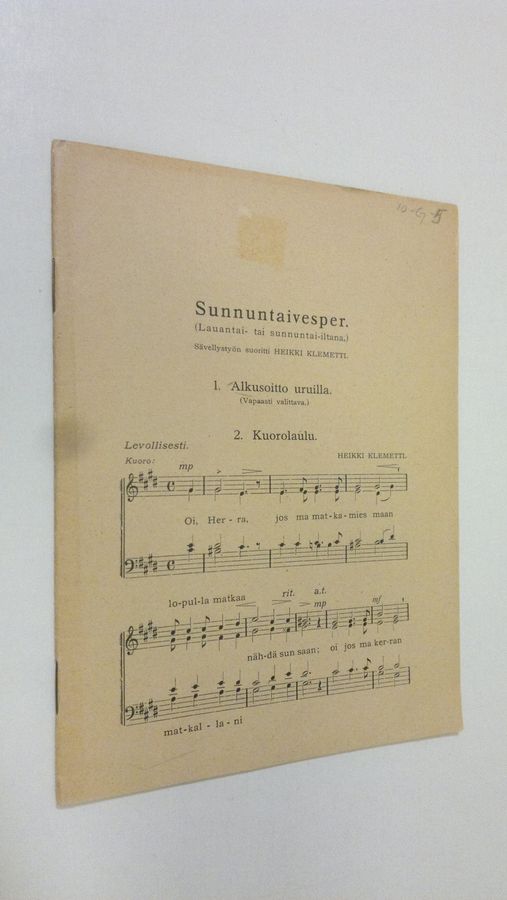 10-G-5
Sunnuntaivesper.
(Lauantai- tai sunnuntai-iltana.)
Sävellystyön suoritti HEIKKI KLEMETTI.
1. Alkusoitto uruilla.
(Vapaasti valittava.)
2. Kuorolaulu.
Levollisesti.
HEIKKI KLEMETTI.
Kuoro:
mp
Oi, Her-ra, jos ma mat-ka-mies maan
lo-pul-la matkaa
rit. a.t.
mp mf
näh-dä sun saan; oi jos ma ker-ran
mat-kal-la-ni